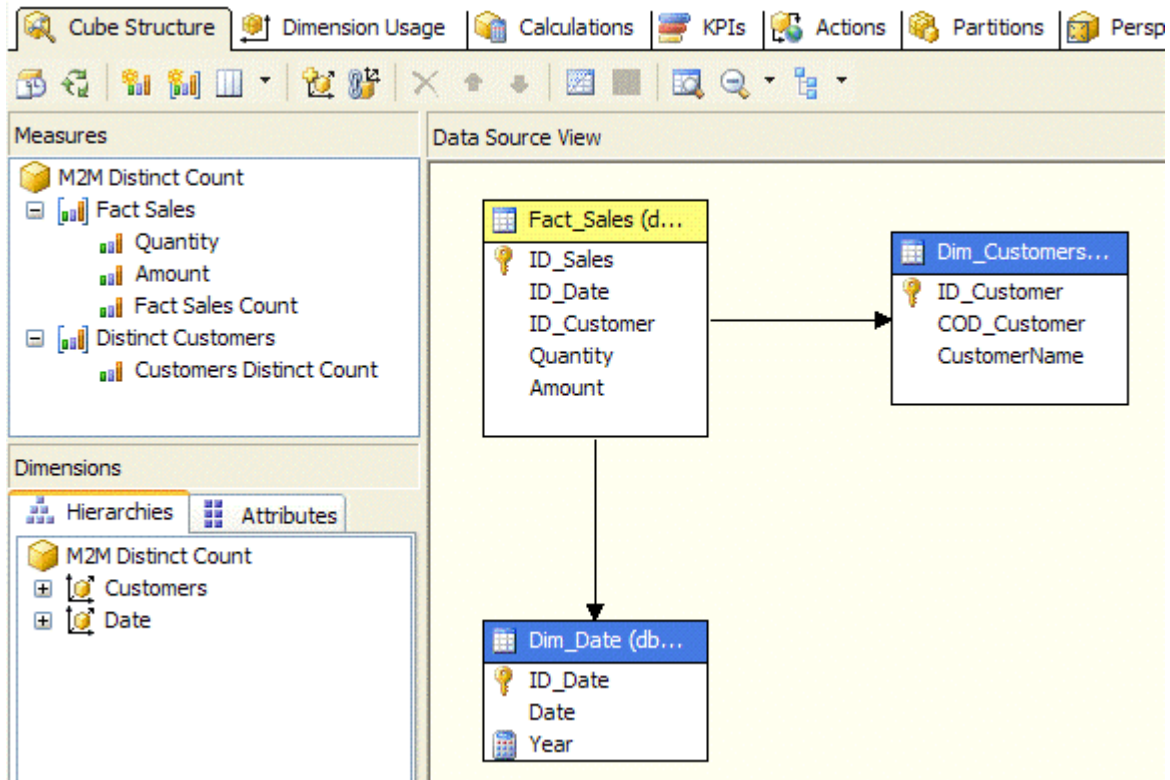 Cube Structure Dimension Usage Calculations KPIs Actions Partitions Persp
Measures
M2M Distinct Count
Fact Sales
Quantity
Amount
Fact Sales Count
Distinct Customers
Customers Distinct Count
Dimensions
Hierarchies Attributes
M2M Distinct Count
Customers
Date
Data Source View
Fact_Sales (d...
ID_Sales
ID_Date
ID_Customer
Quantity
Amount
Dim_Customers...
ID_Customer
COD_Customer
CustomerName
Dim_Date (db...
ID_Date
Date
Year